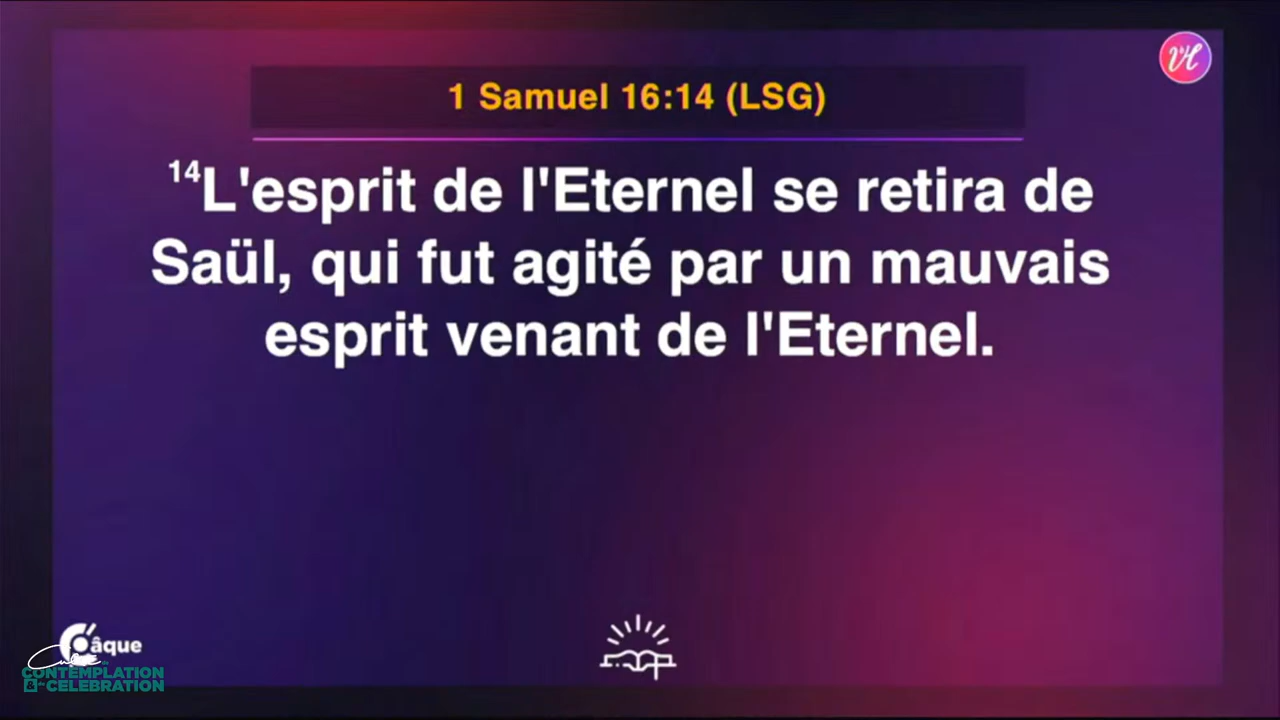 1 Samuel 16:14 (LSG)
14L'esprit de l'Eternel se retira de
Saül, qui fut agité par un mauvais
esprit venant de l'Eternel.
âque
Culte
CONTEMPLATION
& CELEBRATION